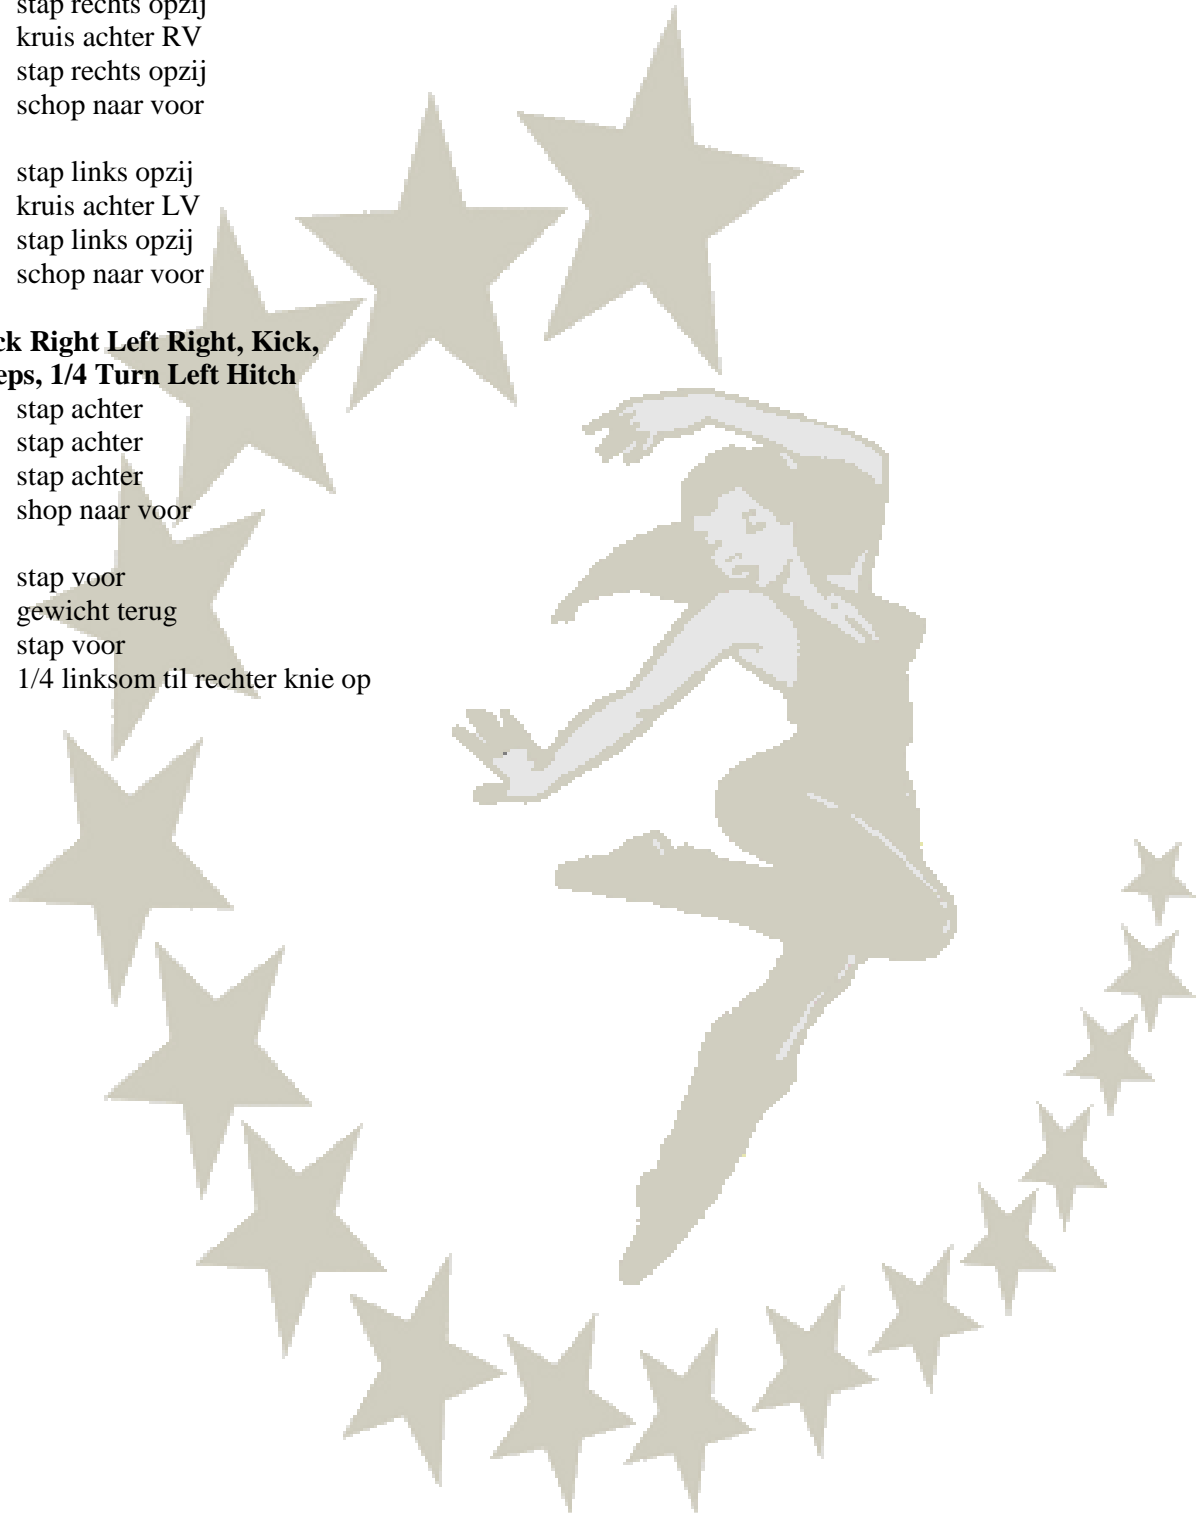 stap rechts opzij
kruis achter RV
stap rechts opzij
schop naar voor
stap links opzij
kruis achter LV
stap links opzij
schop naar voor
ck Right Left Right, Kick,
eps, 1/4 Turn Left Hitch
stap achter
stap achter
stap achter
shop naar voor
stap voor
gewicht terug
stap voor
1/4 linksom til rechter knie op